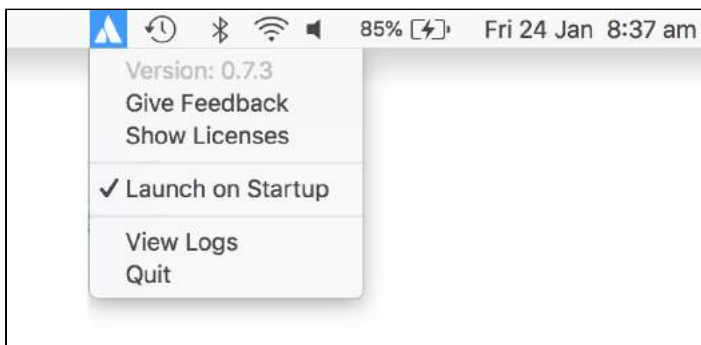 85% Fri 24 Jan 8:37 am
Version: 0.7.3
Give Feedback
Show Licenses
Launch on Startup
View Logs
Quit